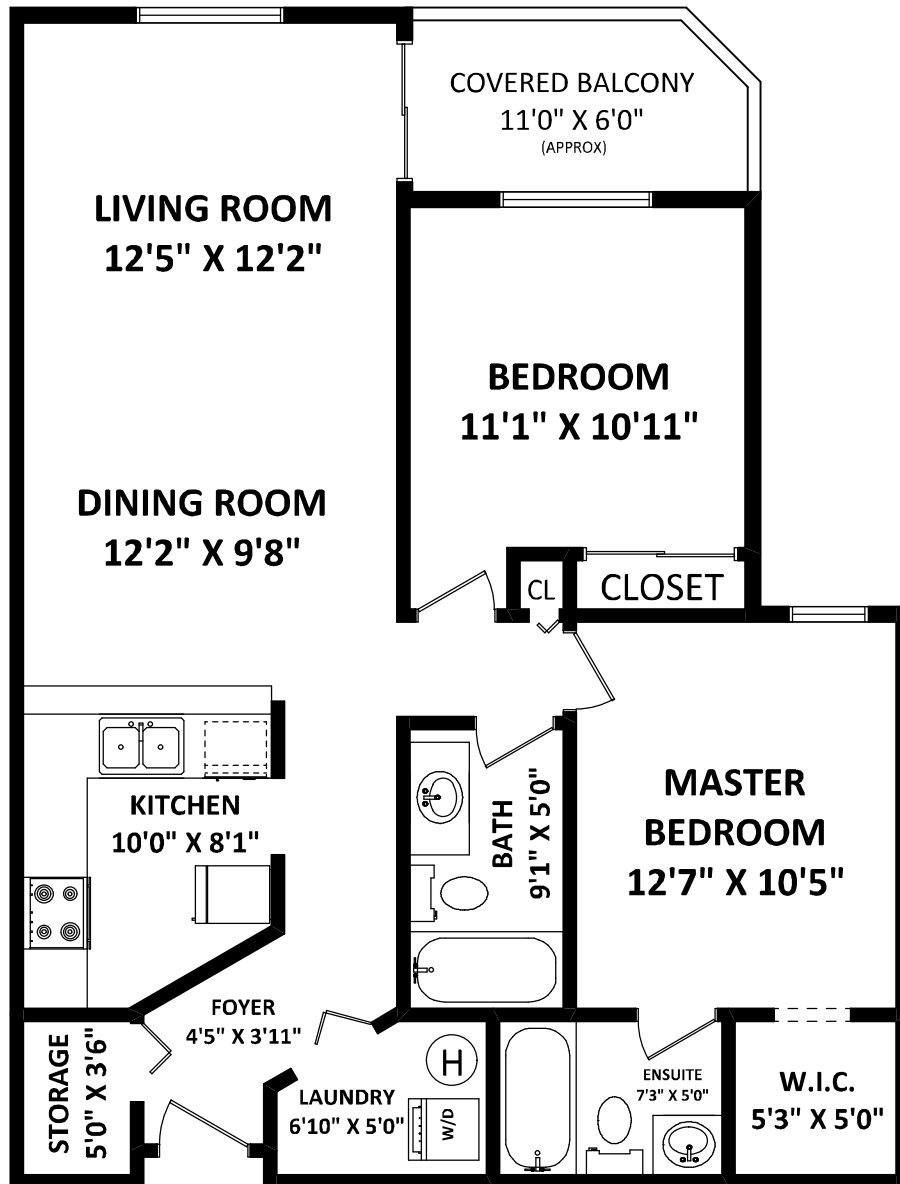 COVERED BALCONY
11'0" X 6'0"
(APPROX)
LIVING ROOM
12'5" X 12'2"
BEDROOM
11'1" X 10'11"
DINING ROOM
12'2" X 9'8"
CL
CLOSET
MASTER
BEDROOM
12'7" X 10'5"
KITCHEN
10'0" X 8'1"
BATH
9'1" X 5'0"
FOYER
4'5" X 3'11"
STORAGE
5'0" X 3'6"
H
LAUNDRY
6'10" X 5'0"
W/D
ENSUITE
7'3" X 5'0"
W.I.C.
5'3" X 5'0"